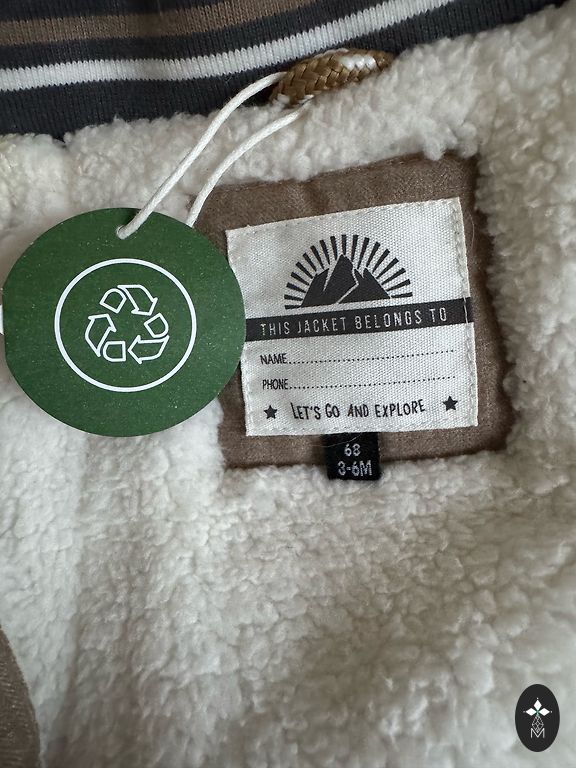 THIS JACKET BELONGS TO
NAME................................................
PHONE................................................
LET'S GO AND EXPLORE
68
3-6M